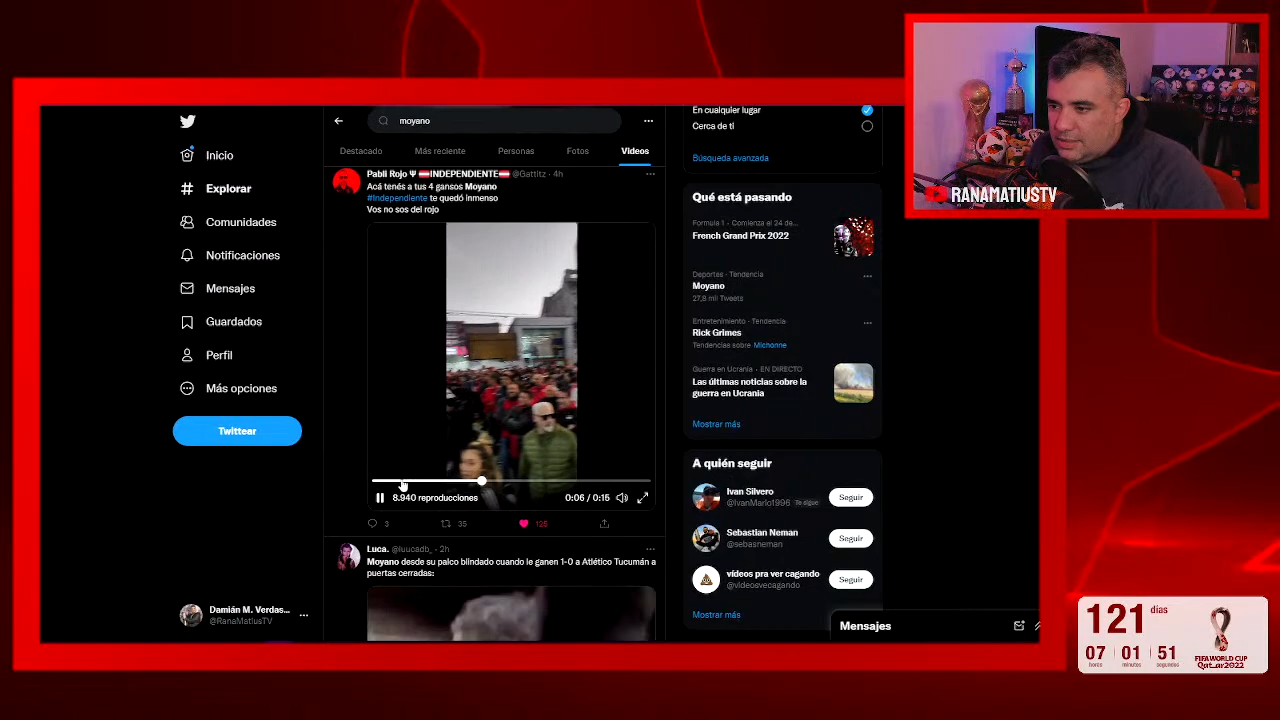 Inicio
Explorar
Comunidades
Notificaciones
Mensajes
Guardados
Perfil
Más opciones
Twittear
Damián M. Verdas...
@RanaMatiusTV
moyano
Destacado
Más reciente
Personas
Fotos
Videos
Pabli Rojo Ψ INDEPENDIENTE @Gattitz · 4h
Acá tenés a tus 4 gansos Moyano
#Independiente te quedó inmenso
Vos no sos del rojo
8.940 reproducciones
0:06 / 0:15
3
35
125
Luca. @luucadb_ · 2h
Moyano desde su palco blindado cuando le ganen 1-0 a Atlético Tucumán a
puertas cerradas:
En cualquier lugar
Cerca de ti
Búsqueda avanzada
Qué está pasando
Formula 1 · Comienza el 24 de...
French Grand Prix 2022
Deportes · Tendencia
Moyano
27,8 mil Tweets
Entretenimiento · Tendencia
Rick Grimes
Tendencias sobre Michonne
Guerra en Ucrania · EN DIRECTO
Las últimas noticias sobre la
guerra en Ucrania
Mostrar más
A quién seguir
Ivan Silvero
@IvanMario1996 Te sigue
Seguir
Sebastian Neman
@sebasneman
Seguir
vídeos pra ver cagando
@videosvecagando
Seguir
Mostrar más
Mensajes
RANAMATIUSTV
121 días
07 01 51
horas minutos segundos
FIFA WORLD CUP
Qatar2022